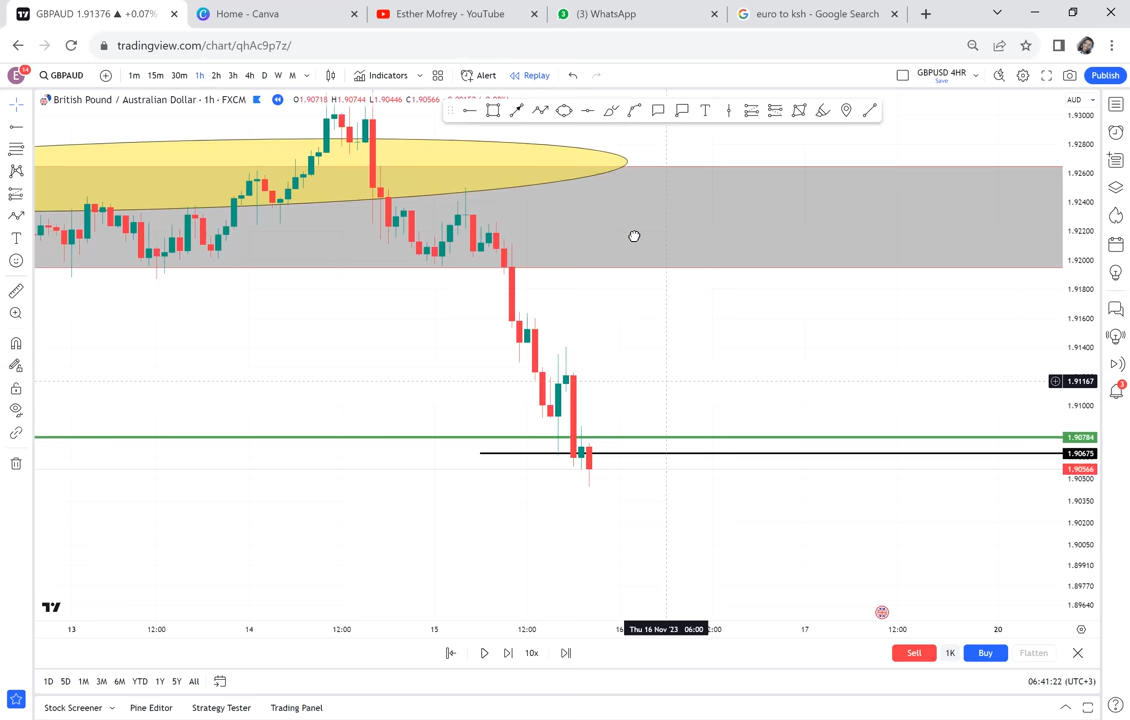 GBPAUD 1.91376 ▲ +0.07% Home - Canva Esther Mofrey - YouTube (3) WhatsApp euro to ksh - Google Search
tradingview.com/chart/qhAc9p7z/
E 14 GBPAUD 1m 15m 30m 1h 2h 3h 4h D W M Indicators Alert Replay GBPUSD 4HR Save Publish
British Pound / Australian Dollar · 1h · FXCM O1.90718 H1.90744 L1.90446 C1.90566 AUD
1.93000
1.92800
1.92600
1.92400
1.92200
1.92000
1.91800
1.91600
1.91400
1.91167
1.91000
1.90784
1.90675
1.90566
1.90500
1.90350
1.90200
1.90050
1.89910
1.89770
1.89640
13 12:00 14 12:00 15 12:00 16 Thu 16 Nov '23 06:00 2:00 17 12:00 20
10x Sell 1K Buy Flatten
1D 5D 1M 3M 6M YTD 1Y 5Y All 06:41:22 (UTC+3)
Stock Screener Pine Editor Strategy Tester Trading Panel